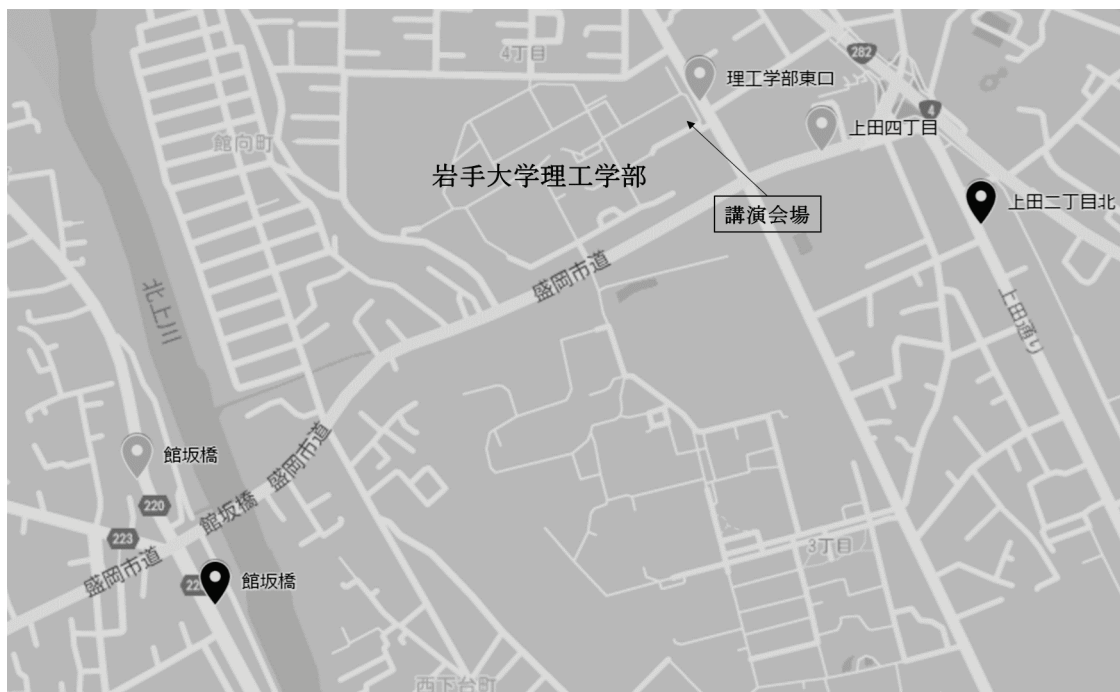 4丁目
282
理工学部東口
4
上田四丁目
館向町
岩手大学理工学部
上田二丁目北
講演会場
盛岡市道
北上川
上田通り
館坂橋
盛岡市道
220
館坂橋
223
3丁目
盛岡市道
館坂橋
西下台町